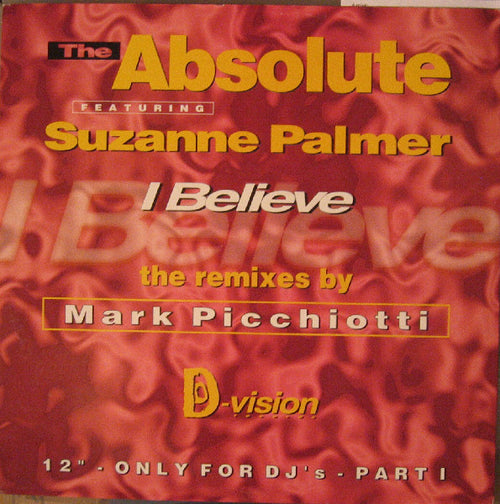 The Absolute
FEATURING
Suzanne Palmer
I Believe
I Believe
the remixes by
Mark Picchiotti
D-vision
12" - ONLY FOR DJ's - PART I